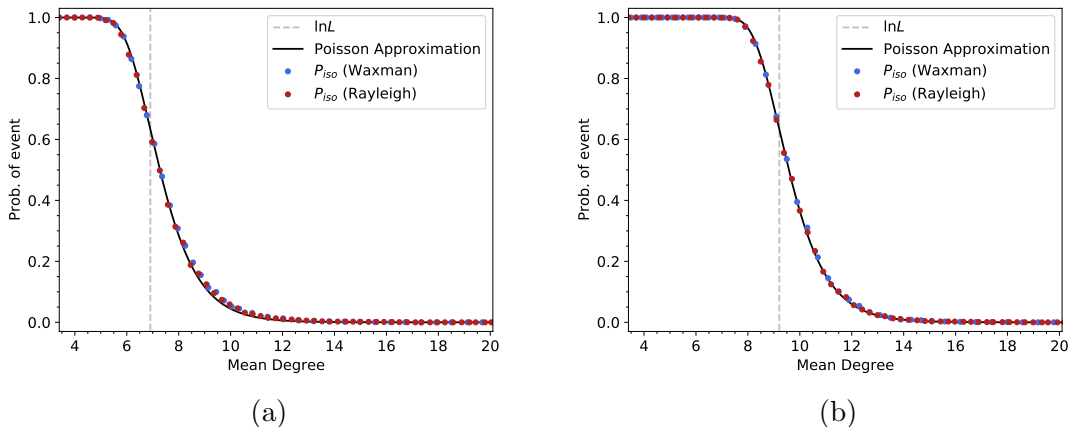 1.0
0.8
0.6
0.4
0.2
0.0
Prob. of event
4 6 8 10 12 14 16 18 20
Mean Degree
lnL
Poisson Approximation
P_iso (Waxman)
P_iso (Rayleigh)
(a)
1.0
0.8
0.6
0.4
0.2
0.0
Prob. of event
4 6 8 10 12 14 16 18 20
Mean Degree
lnL
Poisson Approximation
P_iso (Waxman)
P_iso (Rayleigh)
(b)